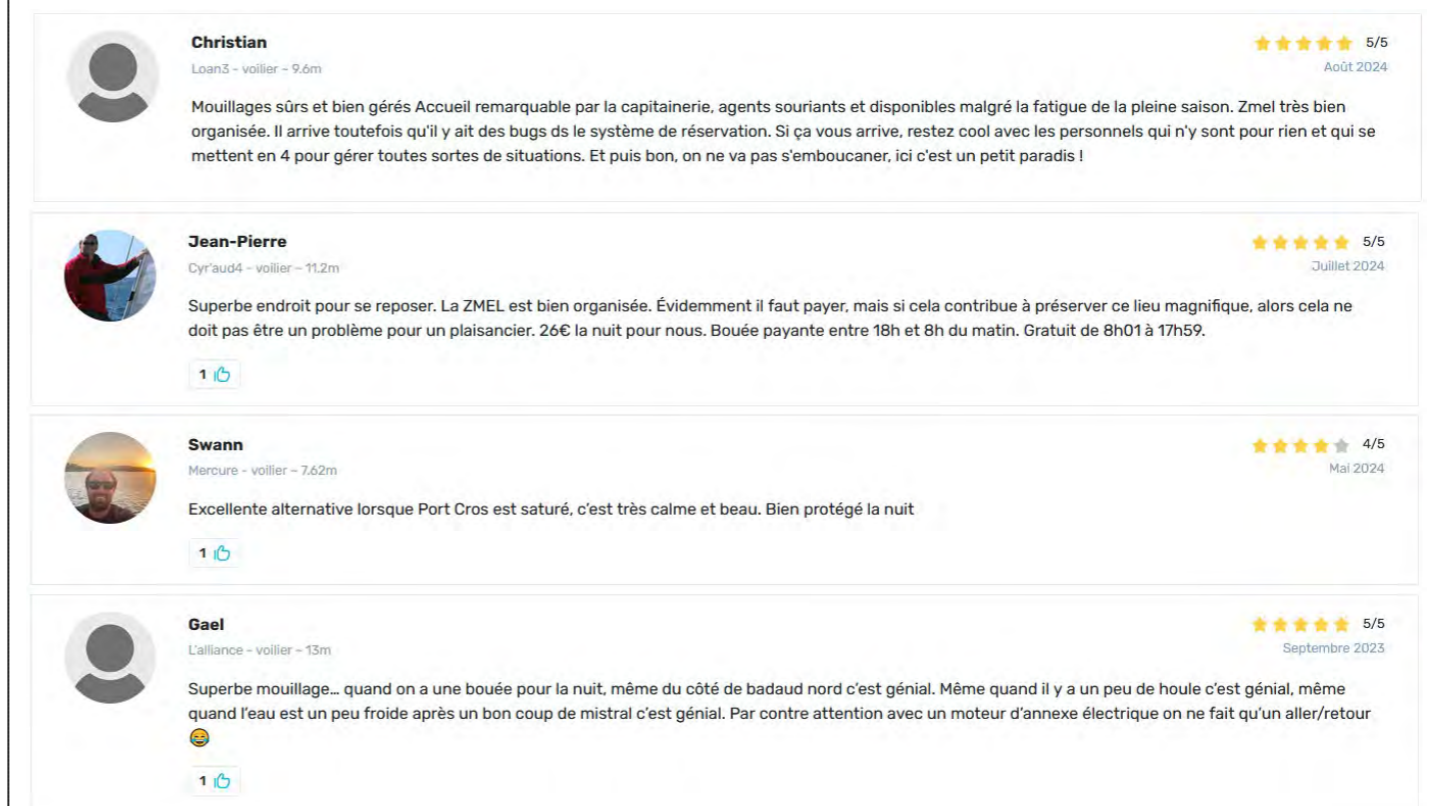 Christian
5/5
Loan3 - voilier - 9.6m
Août 2024
Mouillages sûrs et bien gérés Accueil remarquable par la capitainerie, agents souriants et disponibles malgré la fatigue de la pleine saison. Zmel très bien
organisée. Il arrive toutefois qu'il y ait des bugs ds le système de réservation. Si ça vous arrive, restez cool avec les personnels qui n'y sont pour rien et qui se
mettent en 4 pour gérer toutes sortes de situations. Et puis bon, on ne va pas s'emboucaner, ici c'est un petit paradis !
Jean-Pierre
5/5
Cyr'aud4 - voilier - 11.2m
Juillet 2024
Superbe endroit pour se reposer. La ZMEL est bien organisée. Évidemment il faut payer, mais si cela contribue à préserver ce lieu magnifique, alors cela ne
doit pas être un problème pour un plaisancier. 26€ la nuit pour nous. Bouée payante entre 18h et 8h du matin. Gratuit de 8h01 à 17h59.
1
Swann
4/5
Mercure - voilier - 7.62m
Mai 2024
Excellente alternative lorsque Port Cros est saturé, c'est très calme et beau. Bien protégé la nuit
1
Gael
5/5
L'alliance - voilier - 13m
Septembre 2023
Superbe mouillage… quand on a une bouée pour la nuit, même du côté de badaud nord c'est génial. Même quand il y a un peu de houle c'est génial, même
quand l'eau est un peu froide après un bon coup de mistral c'est génial. Par contre attention avec un moteur d'annexe électrique on ne fait qu'un aller/retour
😂
1